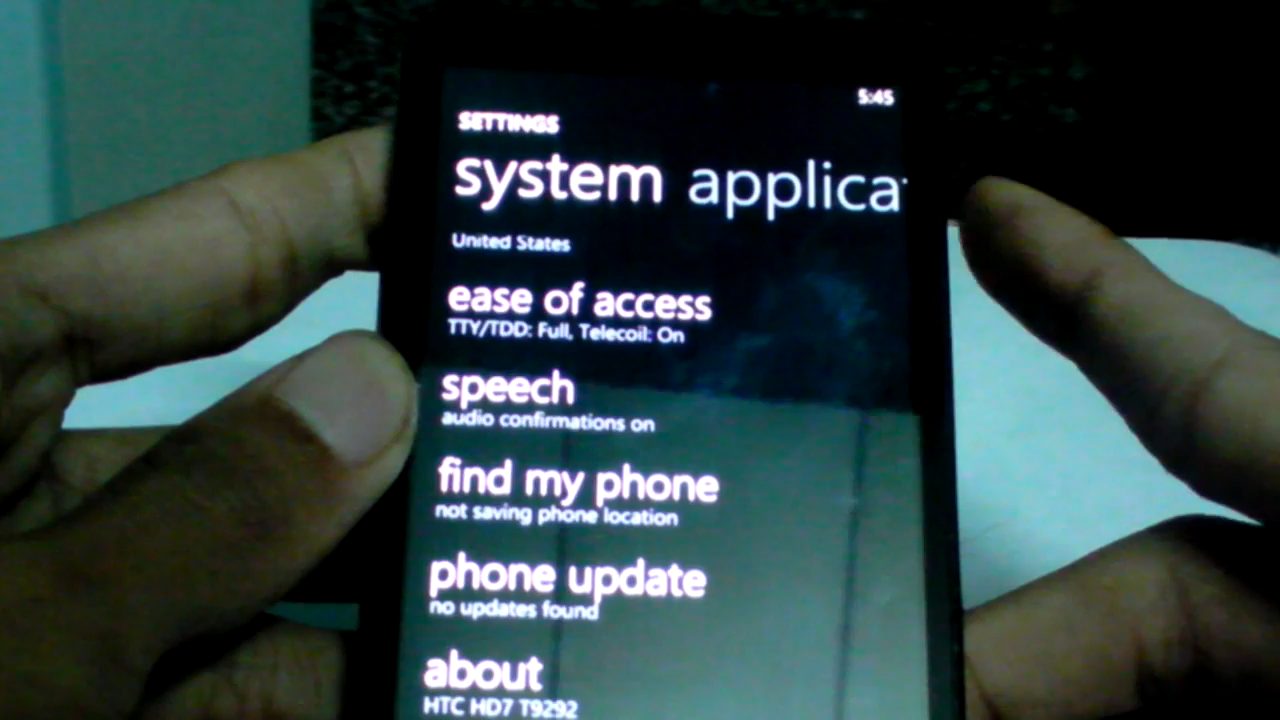 5:45
SETTINGS
system applica
United States
ease of access
TTY/TDD: Full, Telecoil: On
speech
audio confirmations on
find my phone
not saving phone location
phone update
no updates found
about
HTC HD7 T9292